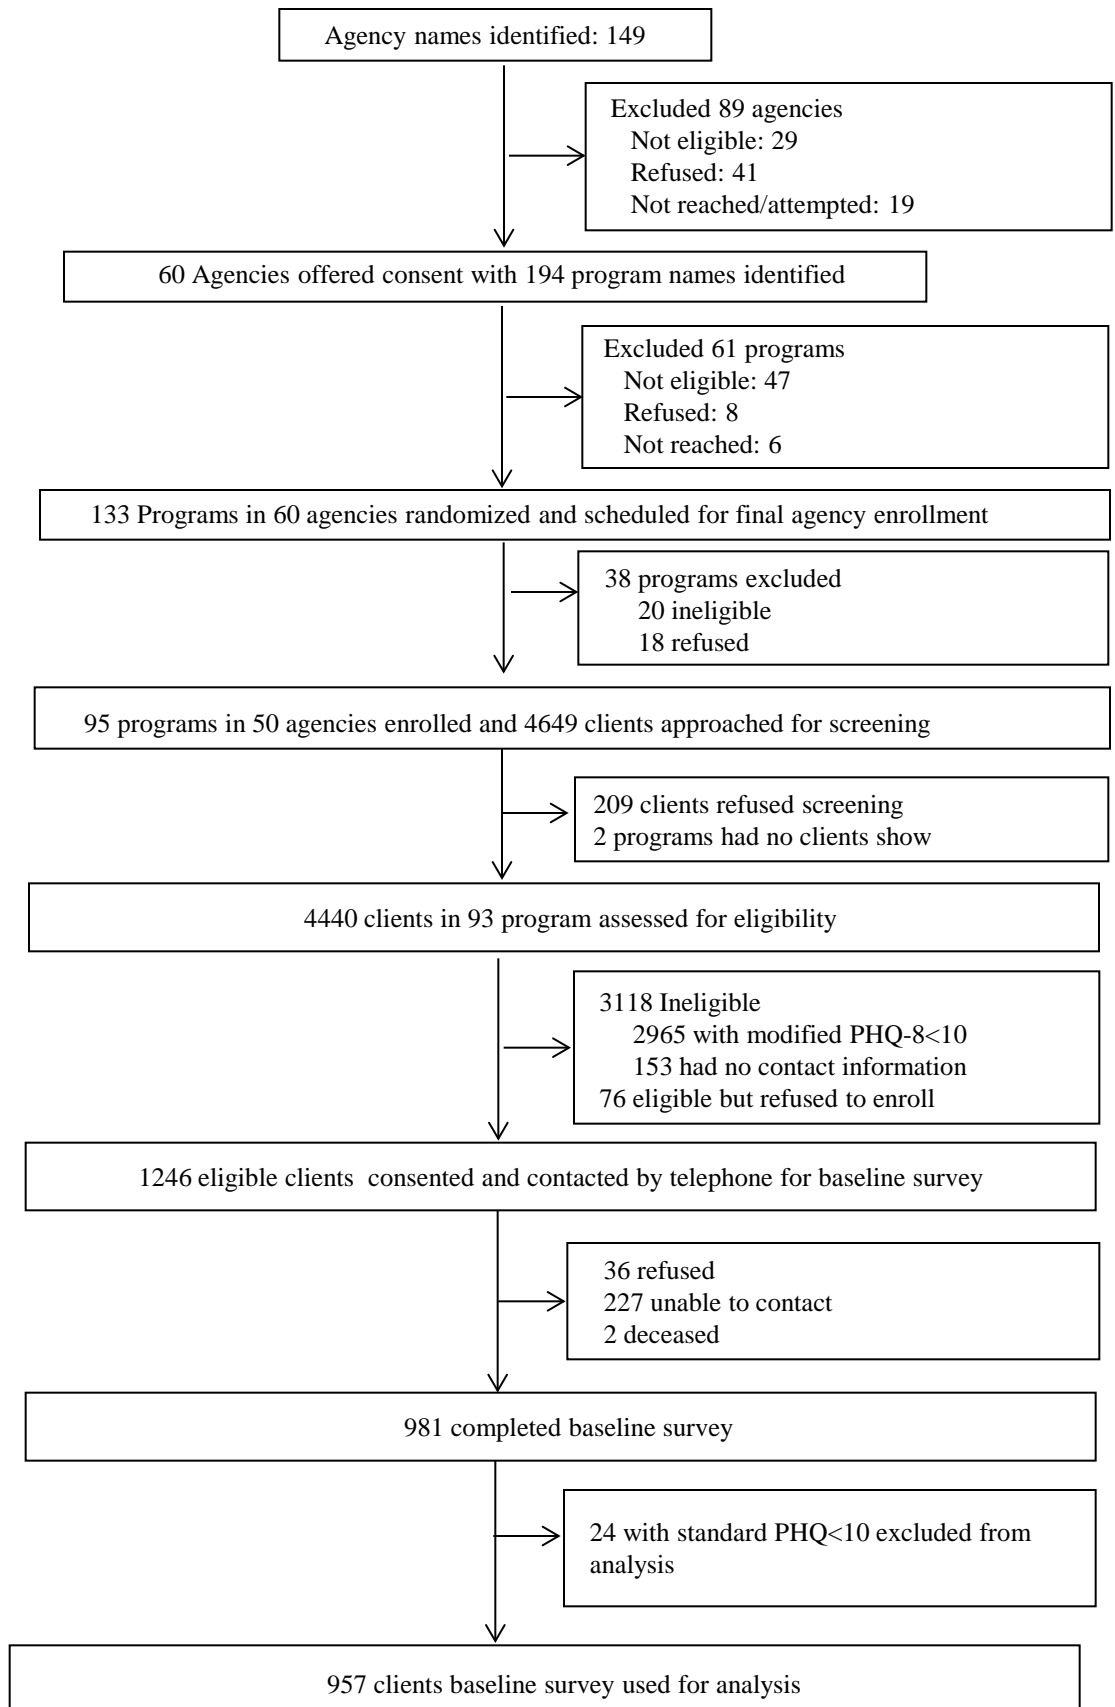 Agency names identified: 149
Excluded 89 agencies
Not eligible: 29
Refused: 41
Not reached/attempted: 19
60 Agencies offered consent with 194 program names identified
Excluded 61 programs
Not eligible: 47
Refused: 8
Not reached: 6
133 Programs in 60 agencies randomized and scheduled for final agency enrollment
38 programs excluded
20 ineligible
18 refused
95 programs in 50 agencies enrolled and 4649 clients approached for screening
209 clients refused screening
2 programs had no clients show
4440 clients in 93 program assessed for eligibility
3118 Ineligible
2965 with modified PHQ-8<10
153 had no contact information
76 eligible but refused to enroll
1246 eligible clients  consented and contacted by telephone for baseline survey
36 refused
227 unable to contact
2 deceased
981 completed baseline survey
24 with standard PHQ<10 excluded from
analysis
957 clients baseline survey used for analysis